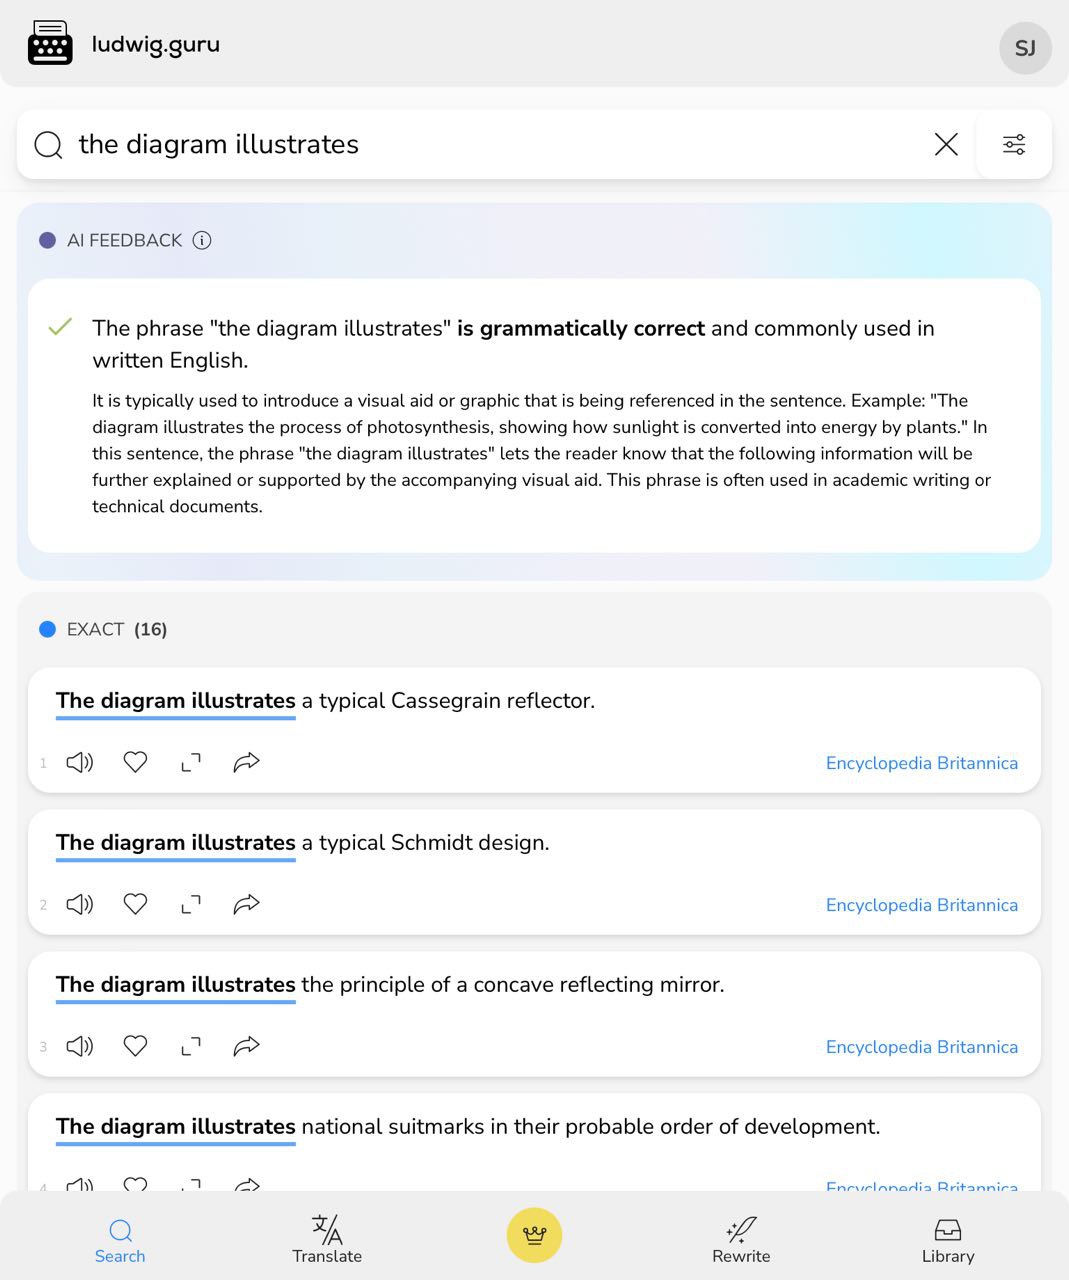 ludwig.guru
SJ
the diagram illustrates
AI FEEDBACK
The phrase "the diagram illustrates" is grammatically correct and commonly used in
written English.
It is typically used to introduce a visual aid or graphic that is being referenced in the sentence. Example: "The
diagram illustrates the process of photosynthesis, showing how sunlight is converted into energy by plants." In
this sentence, the phrase "the diagram illustrates" lets the reader know that the following information will be
further explained or supported by the accompanying visual aid. This phrase is often used in academic writing or
technical documents.
EXACT (16)
The diagram illustrates a typical Cassegrain reflector.
1 Encyclopedia Britannica
The diagram illustrates a typical Schmidt design.
2 Encyclopedia Britannica
The diagram illustrates the principle of a concave reflecting mirror.
3 Encyclopedia Britannica
The diagram illustrates national suitmarks in their probable order of development.
4 Encyclopedia Britannica
Search
Translate
Rewrite
Library